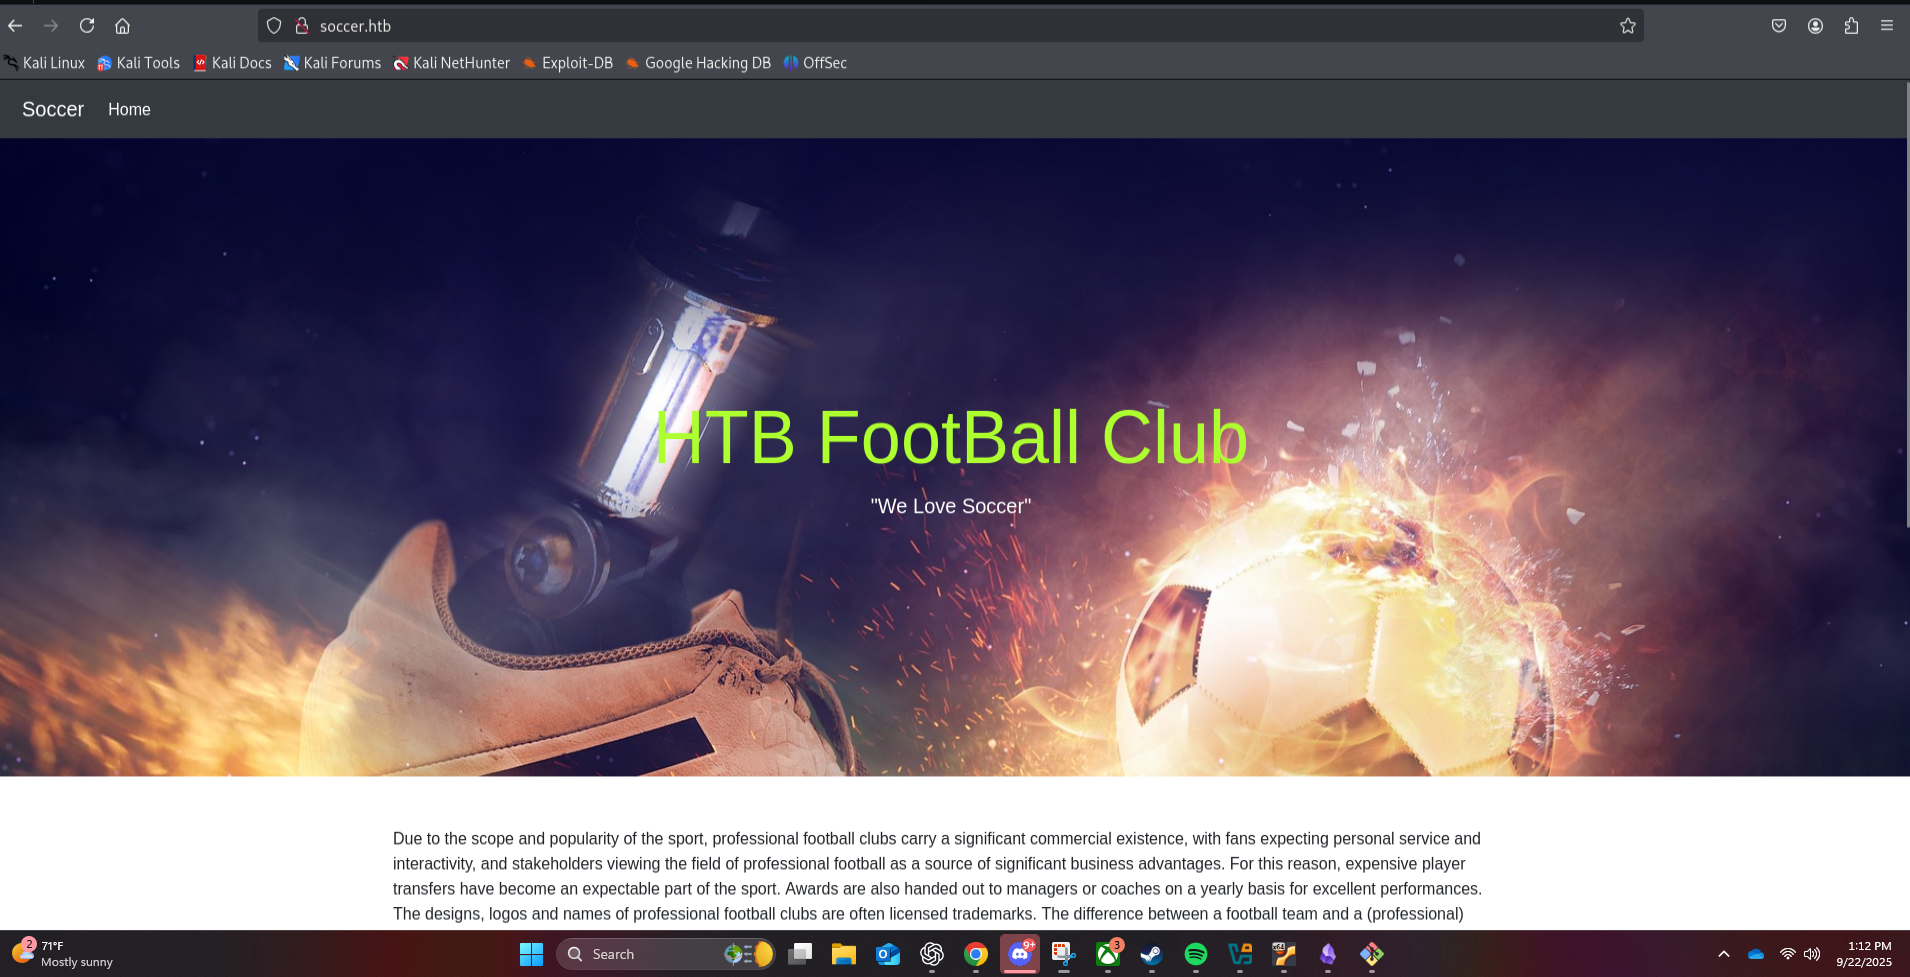 soccer.htb
Kali Linux Kali Tools Kali Docs Kali Forums Kali NetHunter Exploit-DB Google Hacking DB OffSec
Soccer Home
HTB FootBall Club
"We Love Soccer"
Due to the scope and popularity of the sport, professional football clubs carry a significant commercial existence, with fans expecting personal service and
interactivity, and stakeholders viewing the field of professional football as a source of significant business advantages. For this reason, expensive player
transfers have become an expectable part of the sport. Awards are also handed out to managers or coaches on a yearly basis for excellent performances.
The designs, logos and names of professional football clubs are often licensed trademarks. The difference between a football team and a (professional)
2
71°F
Mostly sunny
Search
9+
3
x64
1:12 PM
9/22/2025